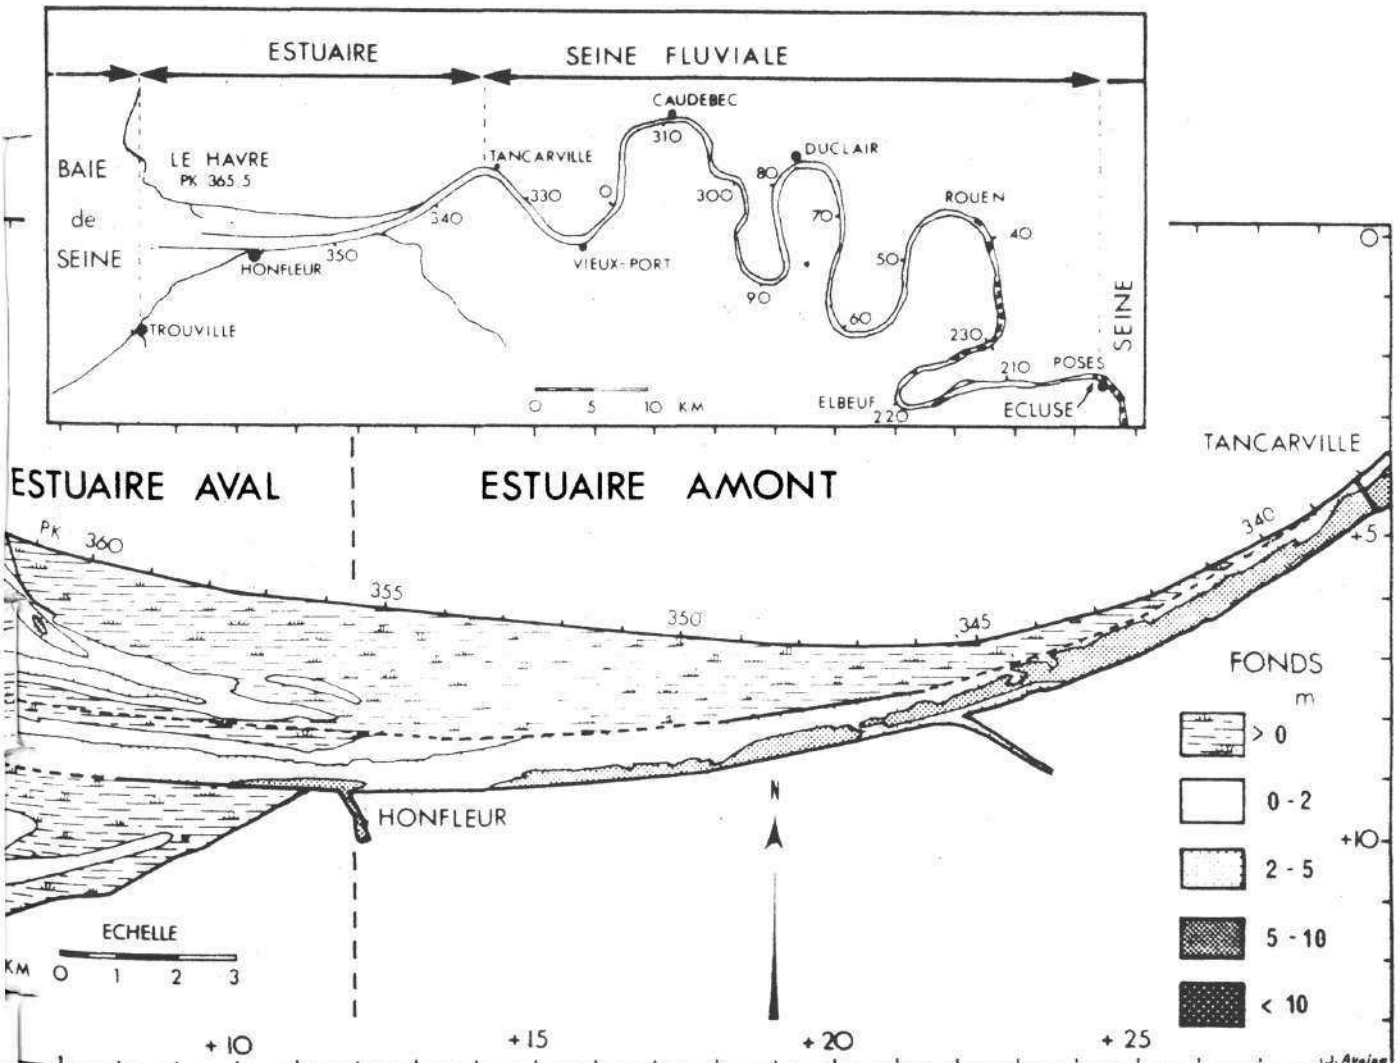 ESTUAIRE
SEINE FLUVIALE
CAUDEBEC
310
DUCLAIR
LE HAVRE
PK 365.5
TANCARVILLE
BAIE
de
SEINE
330
0
300
80
ROUEN
340
70
40
350
HONFLEUR
VIEUX-PORT
50
90
60
TROUVILLE
230
210
POSES
SEINE
0 5 10 KM
ELBEUF
220
ECLUSE
0
TANCARVILLE
ESTUAIRE AVAL
ESTUAIRE AMONT
PK
360
355
350
345
340
+5
FONDS
m
> 0
0 - 2
2 - 5
5 - 10
< 10
N
HONFLEUR
+10
ECHELLE
KM 0 1 2 3
+10
+15
+20
+25